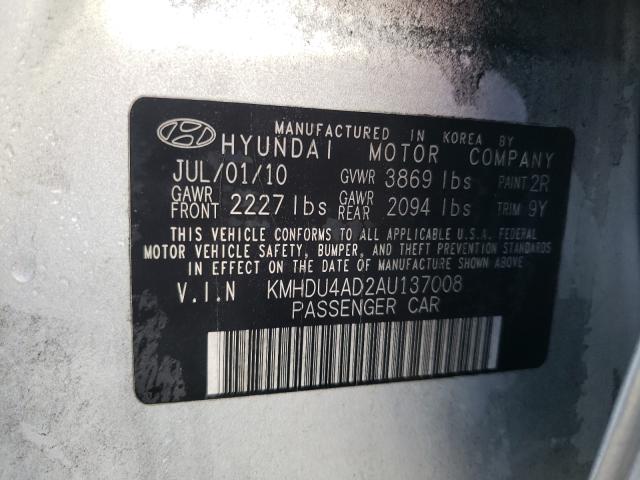 MANUFACTURED IN KOREA BY
HYUNDAI MOTOR COMPANY
JUL/01/10 GVWR 3869 lbs PAINT 2R
GAWR FRONT 2227 lbs GAWR REAR 2094 lbs TRIM 9Y
THIS VEHICLE CONFORMS TO ALL APPLICABLE U.S.A. FEDERAL
MOTOR VEHICLE SAFETY, BUMPER, AND THEFT PREVENTION STANDARDS
IN EFFECT ON THE DATE OF MANUFACTURE SHOWN ABOVE.
V.I.N KMHDU4AD2AU137008
PASSENGER CAR